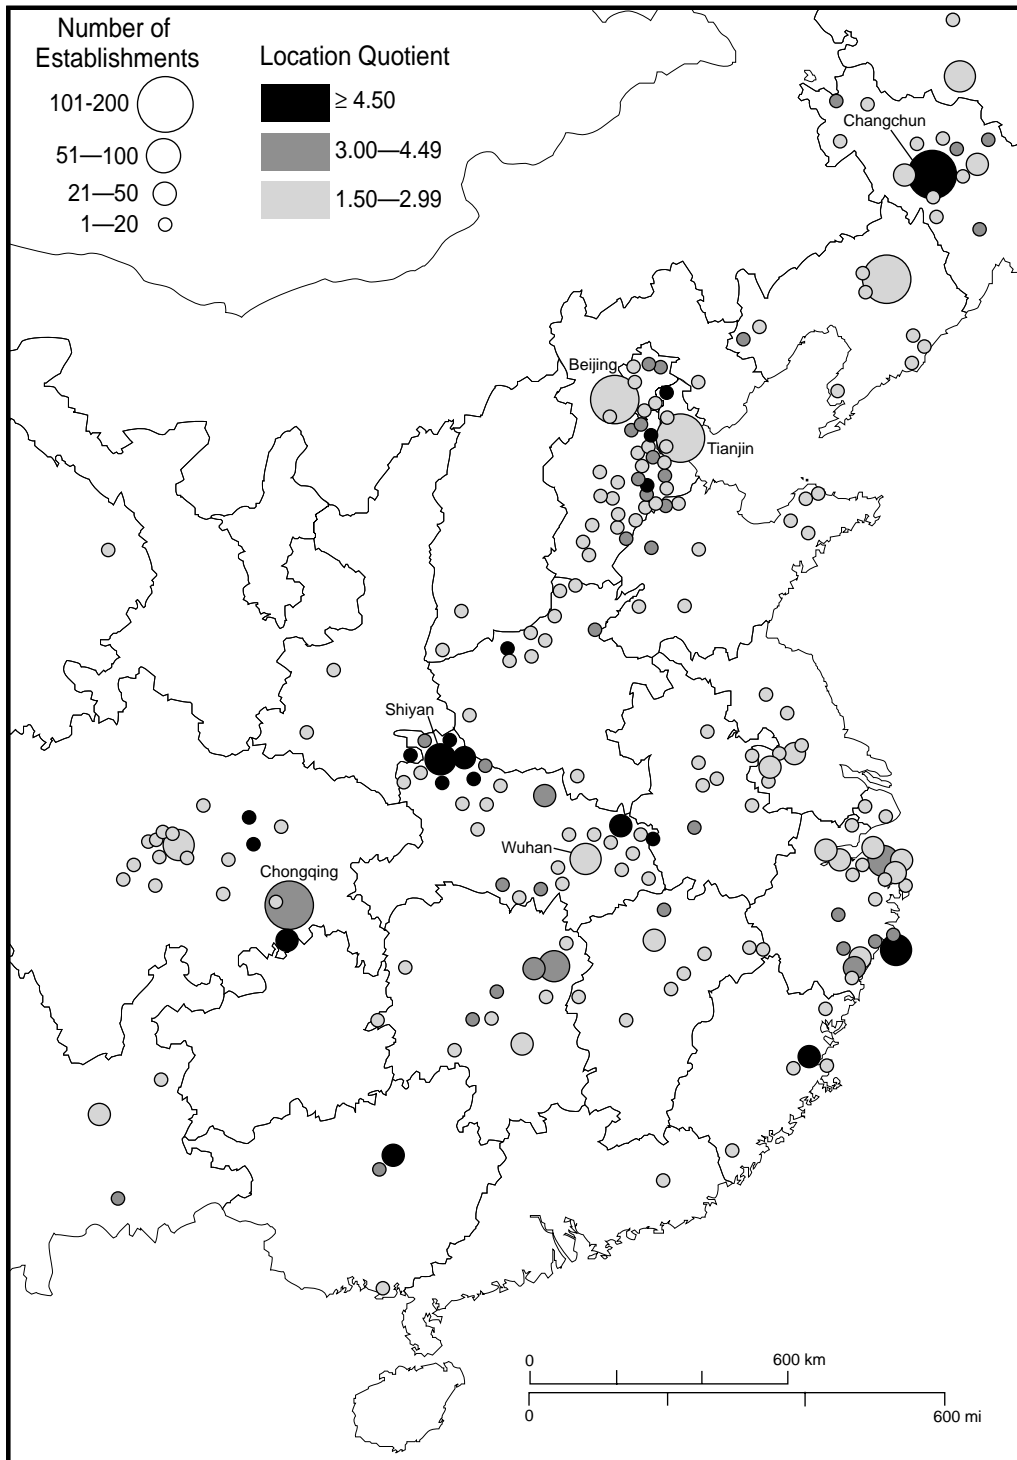 Number of
Establishments
101-200
51—100
21—50
1—20
Location Quotient
≥ 4.50
3.00—4.49
1.50—2.99
Changchun
Beijing
Tianjin
Shiyan
Wuhan
Chongqing
0
600 km
0
600 mi